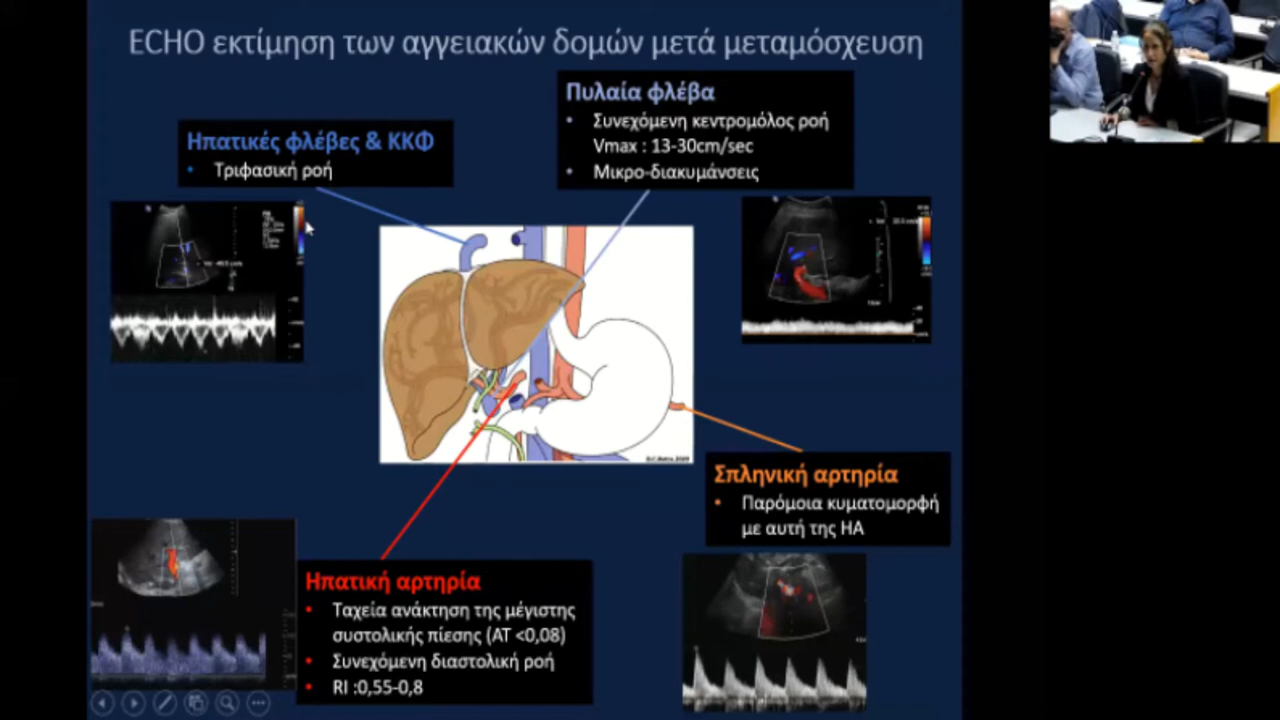 ECHO εκτίμηση των αγγειακών δομών μετά μεταμόσχευση
Ηπατικές φλέβες & ΚΚΦ
• Τριφασική ροή
Πυλαία φλέβα
• Συνεχόμενη κεντρομόλος ροή
Vmax : 13-30cm/sec
• Μικρο-διακυμάνσεις
Σπληνική αρτηρία
• Παρόμοια κυματομορφή
με αυτή της ΗΑ
Ηπατική αρτηρία
• Ταχεία ανάκτηση της μέγιστης
συστολικής πίεσης (AT <0,08)
• Συνεχόμενη διαστολική ροή
• RI :0,55-0,8